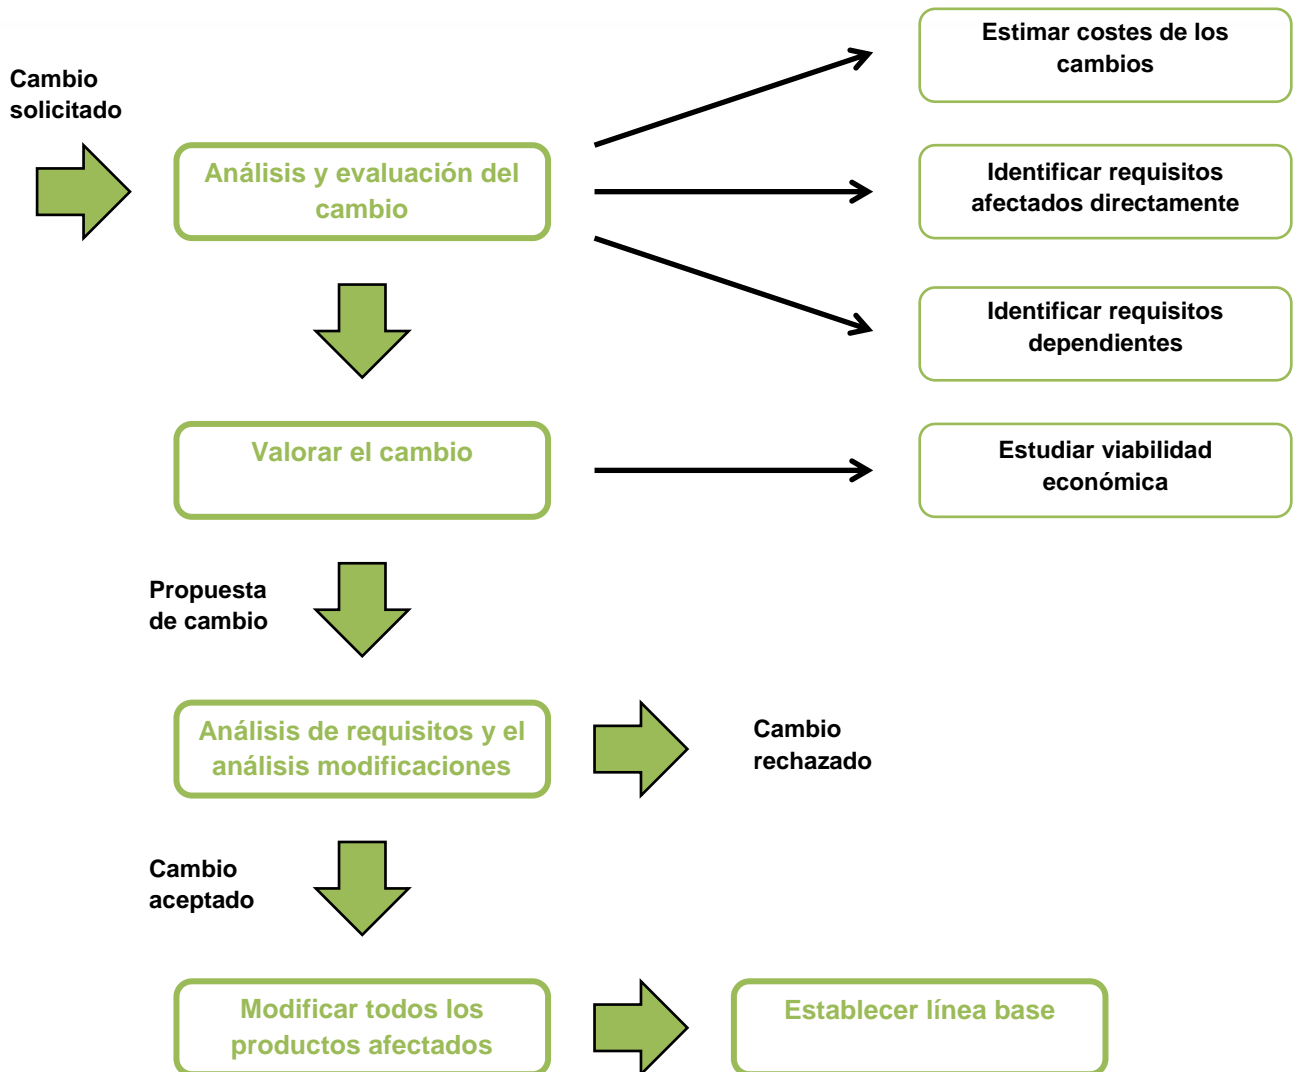 Estimar costes de los
cambios
Cambio
solicitado
Análisis y evaluación del
cambio
Identificar requisitos
afectados directamente
Identificar requisitos
dependientes
Valorar el cambio
Estudiar viabilidad
económica
Propuesta
de cambio
Análisis de requisitos y el
análisis modificaciones
Cambio
rechazado
Cambio
aceptado
Modificar todos los
productos afectados
Establecer línea base